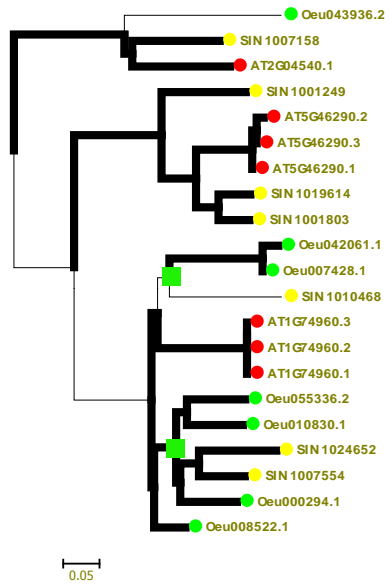 Oeu043936.2
SIN1007158
AT2G04540.1
SIN1001249
AT5G46290.2
AT5G46290.3
AT5G46290.1
SIN1019614
SIN1001803
Oeu042061.1
Oeu007428.1
SIN1010468
AT1G74960.3
AT1G74960.2
AT1G74960.1
Oeu055336.2
Oeu010830.1
SIN1024652
SIN1007554
Oeu000294.1
Oeu008522.1
0.05